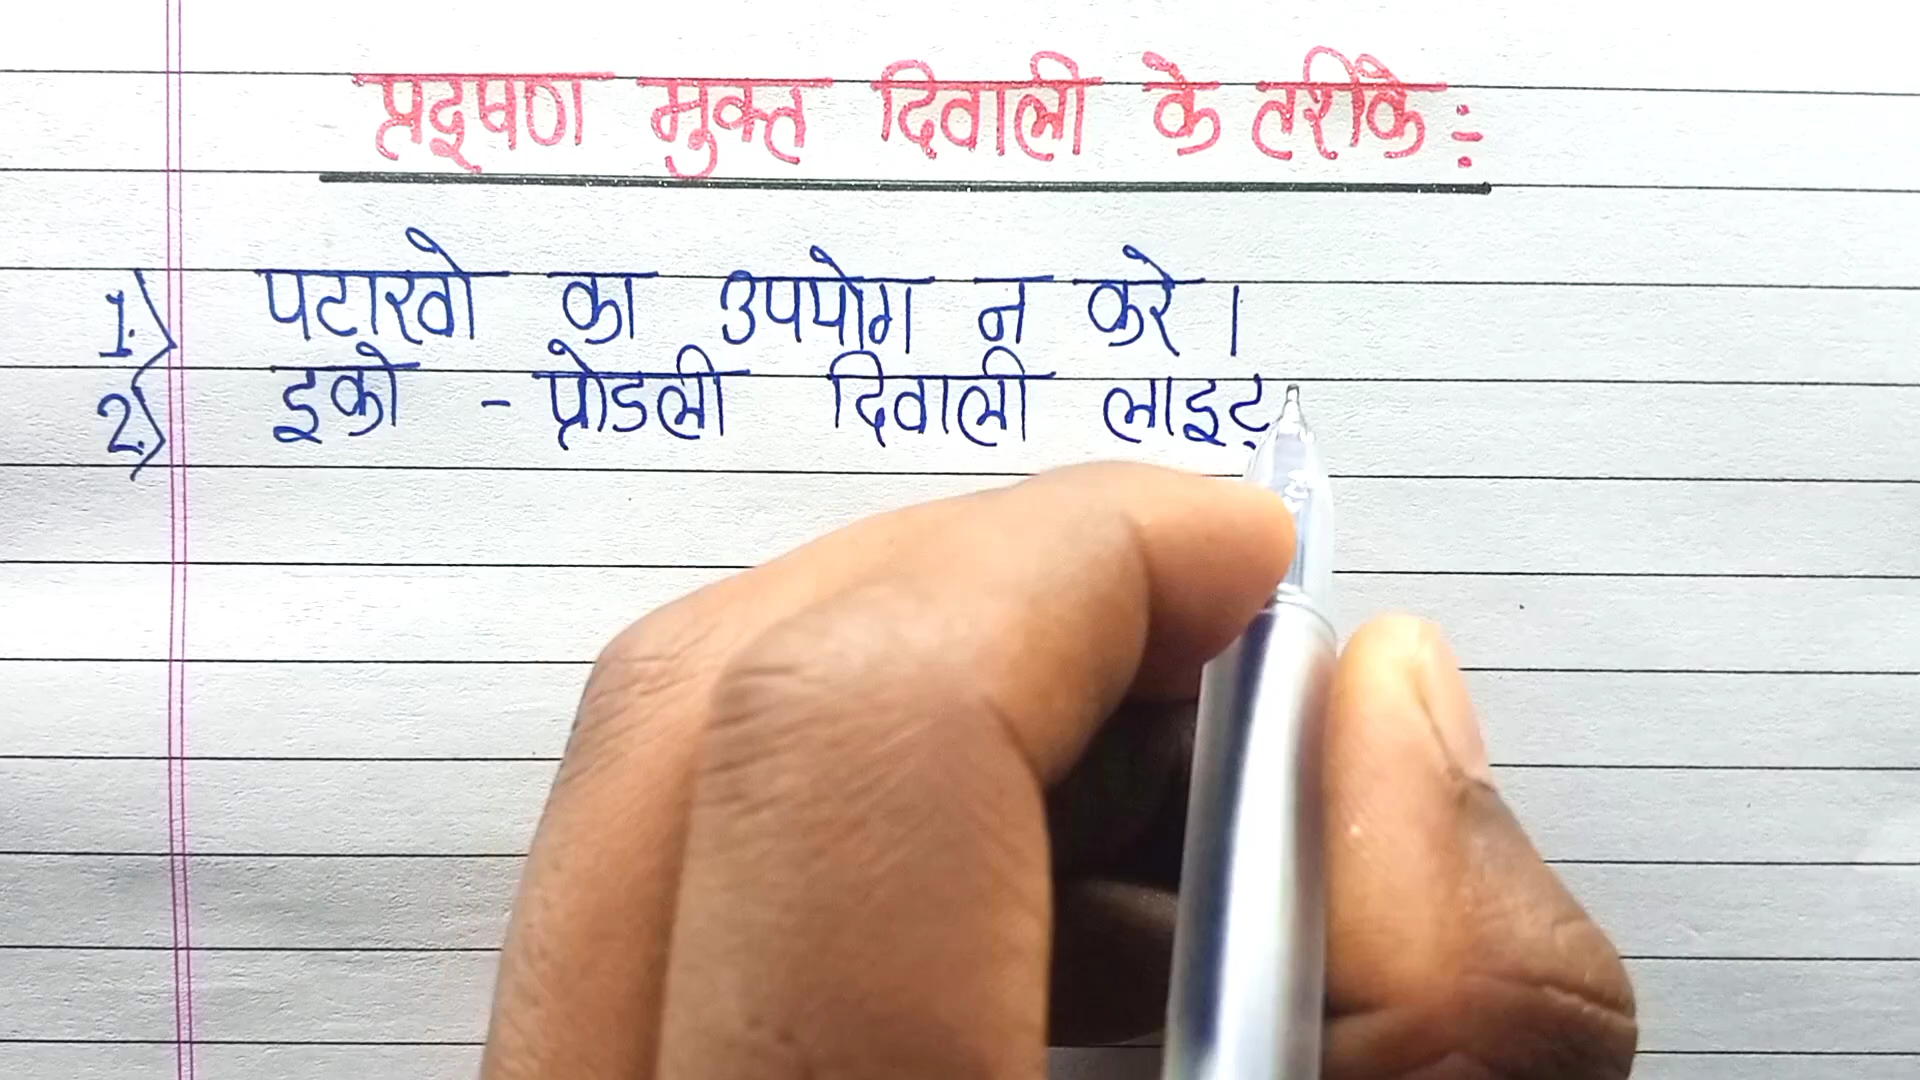 प्रदूषण मुक्त दिवाली के तरीके :-
1.) पटाखो का उपयोग न करे ।
2.) इको - प्रेडली दिवाली लाइट्